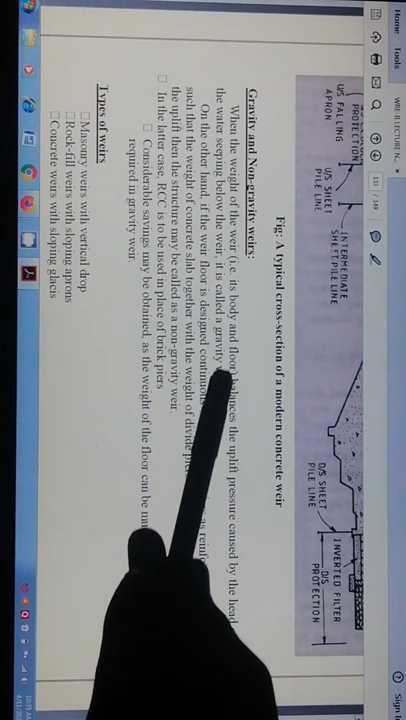 Home Tools
WRE-II LECTURE N... ×
Sign I
137 / 149
PROTECTION
U/S FALLING
APRON
U/S SHEET
PILE LINE
INTERMEDIATE
SHEET PILE LINE
D/S SHEET
PILE LINE
INVERTED FILTER
D/S
PROTECTION
Fig: A typical cross-section of a modern concrete weir
Gravity and Non-gravity weirs:
When the weight of the weir (i.e. its body and floor) balances the uplift pressure caused by the head
the water seeping below the weir, it is called a gravity
On the other hand, if the weir floor is designed continuous as reinfo
such that the weight of concrete slab together with the weight of divide
the uplift then the structure may be called as a non-gravity weir.
In the latter case, RCC is to be used in place of brick piers
Considerable savings may be obtained, as the weight of the floor can be mu
required in gravity weir.
Types of weirs
Masonry weirs with vertical drop
Rock-fill weirs with sloping aprons
Concrete weirs with sloping glacis